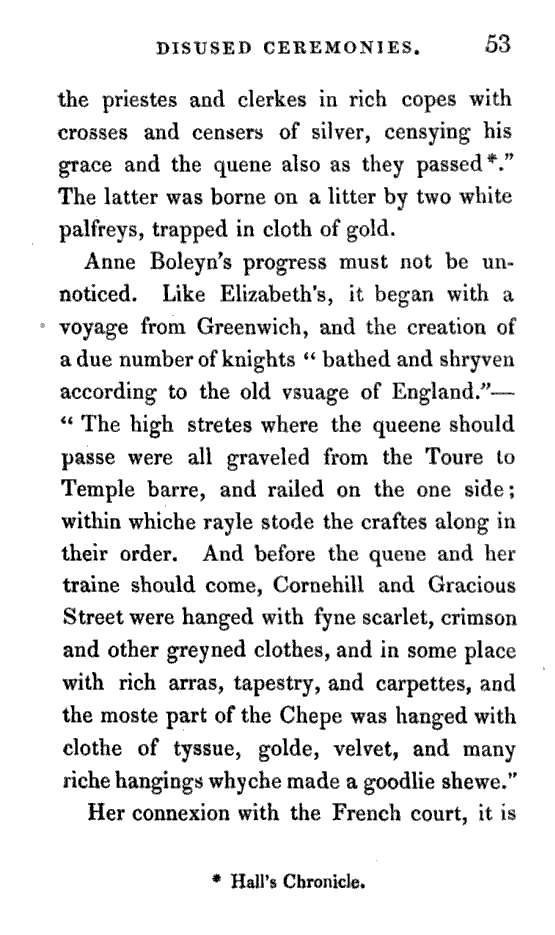 DISUSED CEREMONIES. 53
the priestes and clerkes in rich copes with
crosses and censers of silver, censying his
grace and the quene also as they passed*.”
The latter was borne on a litter by two white
palfreys, trapped in cloth of gold.
Anne Boleyn's progress must not be un-
noticed. Like Elizabeth's, it began with a
voyage from Greenwich, and the creation of
a due number of knights “ bathed and shryven
according to the old vsuage of England.”—
“ The high stretes where the queene should
passe were all graveled from the Toure to
Temple barre, and railed on the one side;
within whiche rayle stode the craftes along in
their order. And before the quene and her
traine should come, Cornehill and Gracious
Street were hanged with fyne scarlet, crimson
and other greyned clothes, and in some place
with rich arras, tapestry, and carpettes, and
the moste part of the Chepe was hanged with
clothe of tyssue, golde, velvet, and many
riche hangings whyche made a goodlie shewe.”
Her connexion with the French court, it is
* Hall's Chronicle.